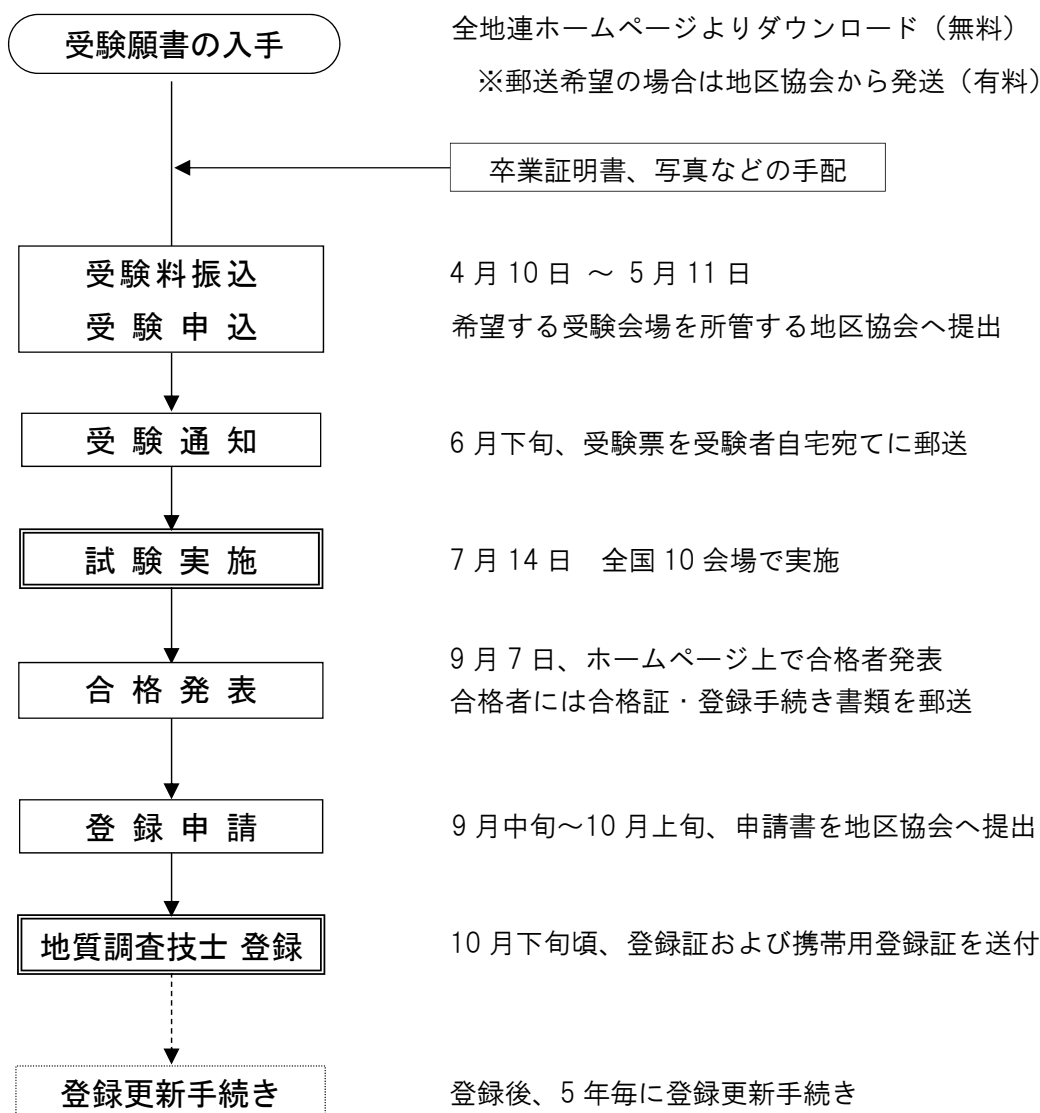 受験願書の入手
全地連ホームページよりダウンロード（無料）
※郵送希望の場合は地区協会から発送（有料）
卒業証明書、写真などの手配
受験料振込
受験申込
4月10日 ～ 5月11日
希望する受験会場を所管する地区協会へ提出
受験通知
6月下旬、受験票を受験者自宅宛てに郵送
試験実施
7月14日　全国10会場で実施
合格発表
9月7日、ホームページ上で合格者発表
合格者には合格証・登録手続き書類を郵送
登録申請
9月中旬～10月上旬、申請書を地区協会へ提出
地質調査技士 登録
10月下旬頃、登録証および携帯用登録証を送付
登録更新手続き
登録後、5年毎に登録更新手続き